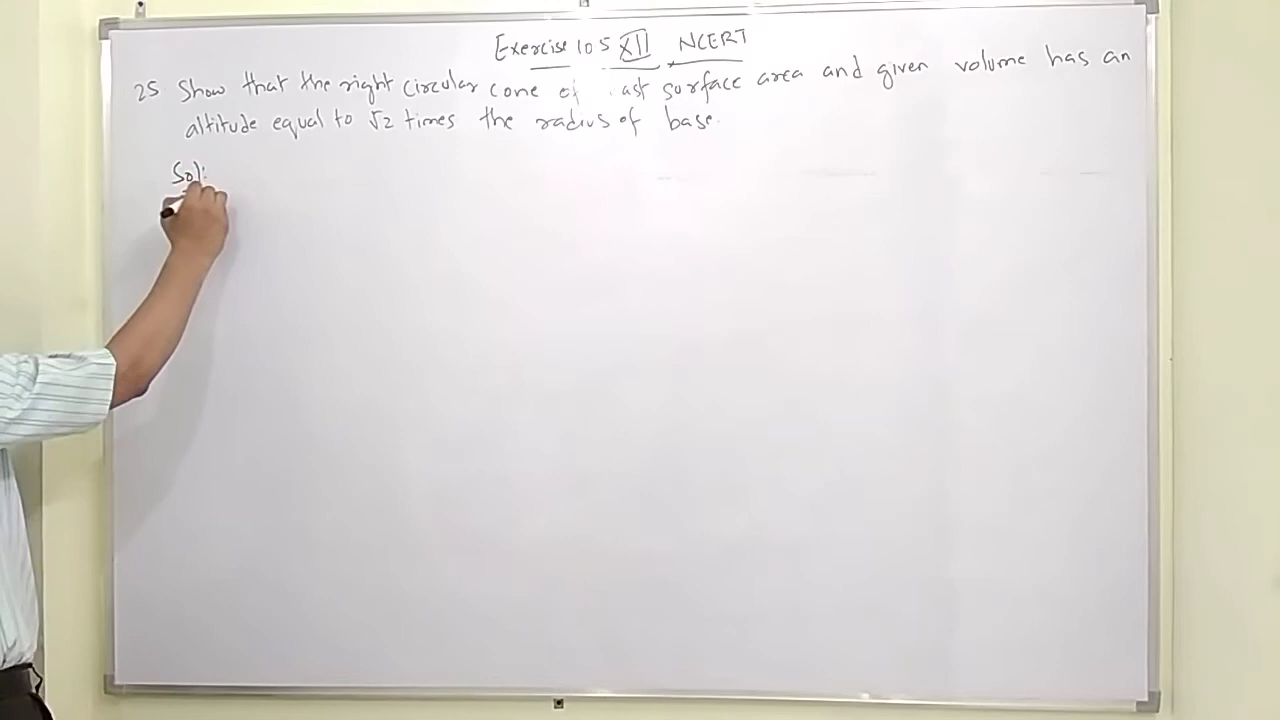 Exercise 10 5 XII NCERT
25 Show that the right circular cone of surface area and given volume has an
altitude equal to √2 times the radius of base.
Sol: